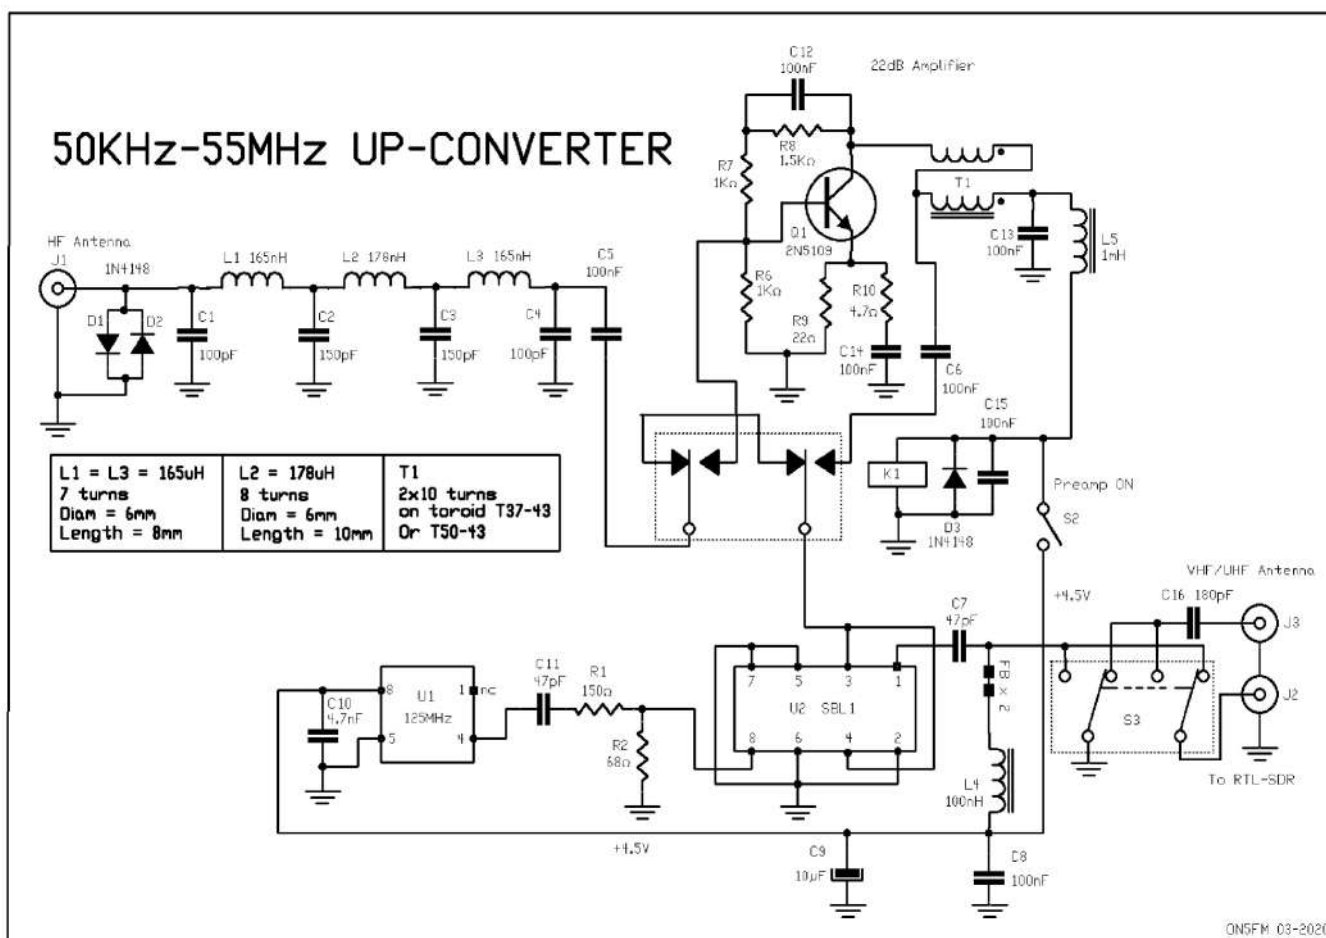 C12
100nF
22dB Amplifier
50KHz-55MHz UP-CONVERTER
R8
1.5KΩ
R7
1KΩ
T1
Q1
2N5109
C13
100nF
L5
1mH
HF Antenna
J1
1N4148
L1 165nH
L2 178nH
L3 165nH
C5
100nF
D1
D2
C1
100pF
C2
150pF
C3
150pF
C4
100pF
R6
1KΩ
R9
22Ω
R10
4.7Ω
C14
100nF
C6
100nF
C15
100nF
K1
D3
1N4148
Preamp ON
S2
L1 = L3 = 165uH
7 turns
Diam = 6mm
Length = 8mm
L2 = 178uH
8 turns
Diam = 6mm
Length = 10mm
T1
2x10 turns
on toroid T37-43
Or T50-43
+4.5V
VHF/UHF Antenna
C16 180pF
J3
J2
C7
47pF
FB x 2
S3
To RTL-SDR
C10
4.7nF
8
U1
125MHz
1
nc
5
4
C11
47pF
R1
150Ω
R2
68Ω
7
5
3
1
U2 SBL1
8
6
4
2
L4
100nH
+4.5V
C9
10µF
C8
100nF
ON5FM 03-2020